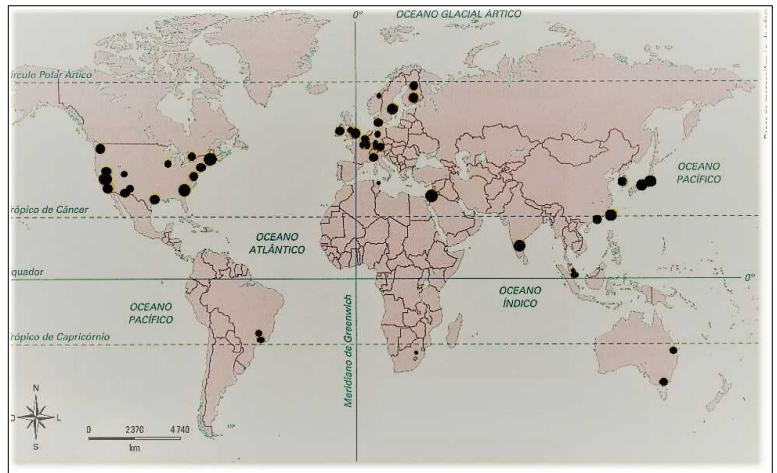 0°
OCEANO GLACIAL ÁRTICO
írculo Polar Ártico
OCEANO
PACÍFICO
rópico de Câncer
OCEANO
ATLÂNTICO
quador
0°
OCEANO
PACÍFICO
OCEANO
ÍNDICO
rópico de Capricórnio
Meridiano de Greenwich
N
O
L
S
0 2370 4740
km